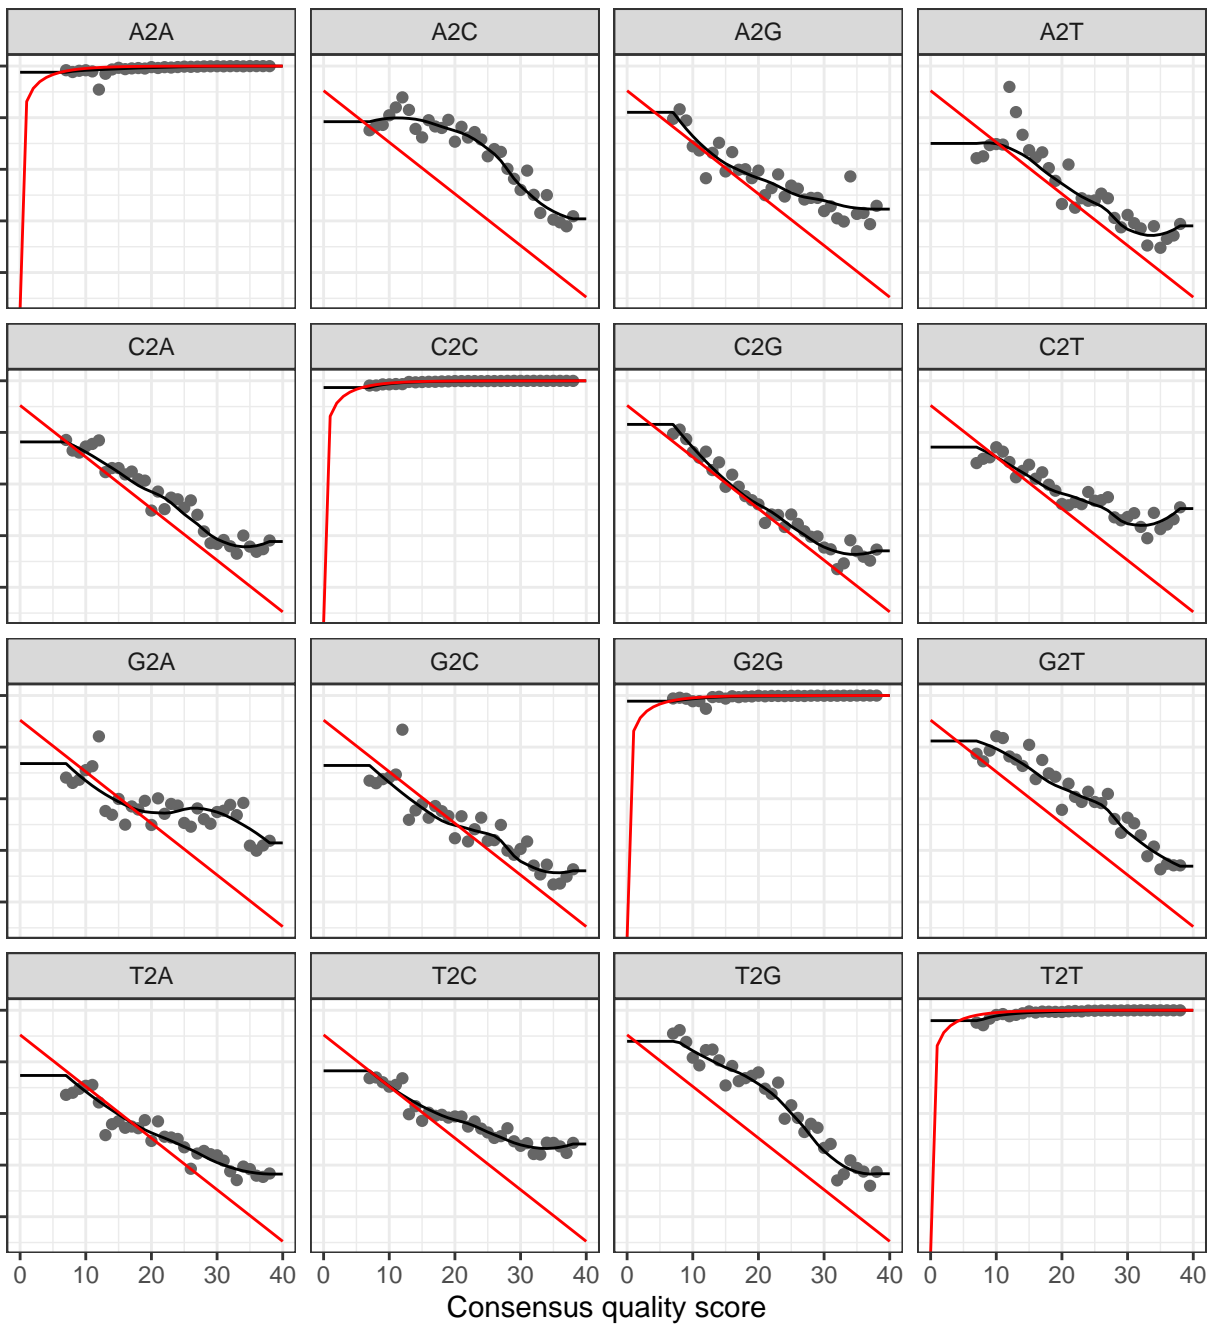 A2A A2C A2G A2T
C2A C2C C2G C2T
G2A G2C G2G G2T
T2A T2C T2G T2T
0 10 20 30 40 0 10 20 30 40 0 10 20 30 40 0 10 20 30 40
Consensus quality score